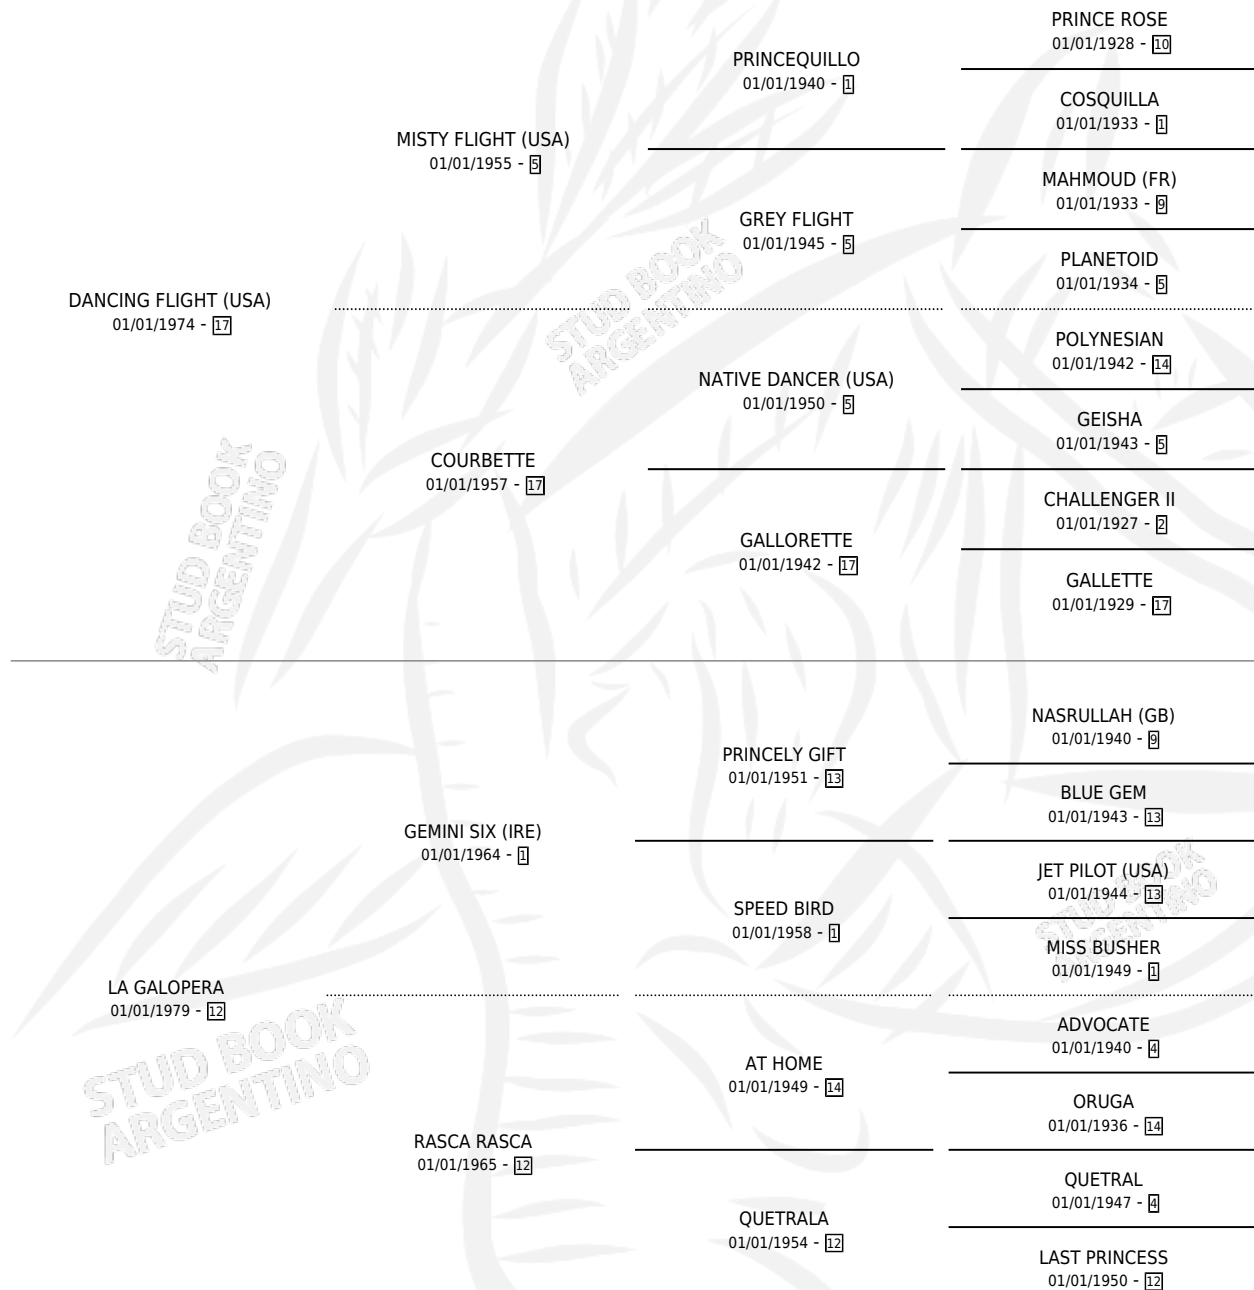 PRINCE ROSE
01/01/1928 - 10
PRINCEQUILLO
01/01/1940 - 1
COSQUILLA
01/01/1933 - 1
MISTY FLIGHT (USA)
01/01/1955 - 5
MAHMOUD (FR)
01/01/1933 - 9
GREY FLIGHT
01/01/1945 - 5
PLANETOID
01/01/1934 - 5
DANCING FLIGHT (USA)
01/01/1974 - 17
POLYNESIAN
01/01/1942 - 14
NATIVE DANCER (USA)
01/01/1950 - 5
GEISHA
01/01/1943 - 5
COURBETTE
01/01/1957 - 17
CHALLENGER II
01/01/1927 - 2
GALLORETTE
01/01/1942 - 17
GALLETTE
01/01/1929 - 17
STUD BOOK
ARGENTINO
STUD BOOK
ARGENTINO
NASRULLAH (GB)
01/01/1940 - 9
PRINCELY GIFT
01/01/1951 - 13
BLUE GEM
01/01/1943 - 13
GEMINI SIX (IRE)
01/01/1964 - 1
JET PILOT (USA)
01/01/1944 - 13
SPEED BIRD
01/01/1958 - 1
MISS BUSHER
01/01/1949 - 1
STUD BOOK
ARGENTINO
LA GALOPERA
01/01/1979 - 12
ADVOCATE
01/01/1940 - 4
AT HOME
01/01/1949 - 14
ORUGA
01/01/1936 - 14
RASCA RASCA
01/01/1965 - 12
QUETRAL
01/01/1947 - 4
QUETRALA
01/01/1954 - 12
LAST PRINCESS
01/01/1950 - 12
STUD BOOK
ARGENTINO